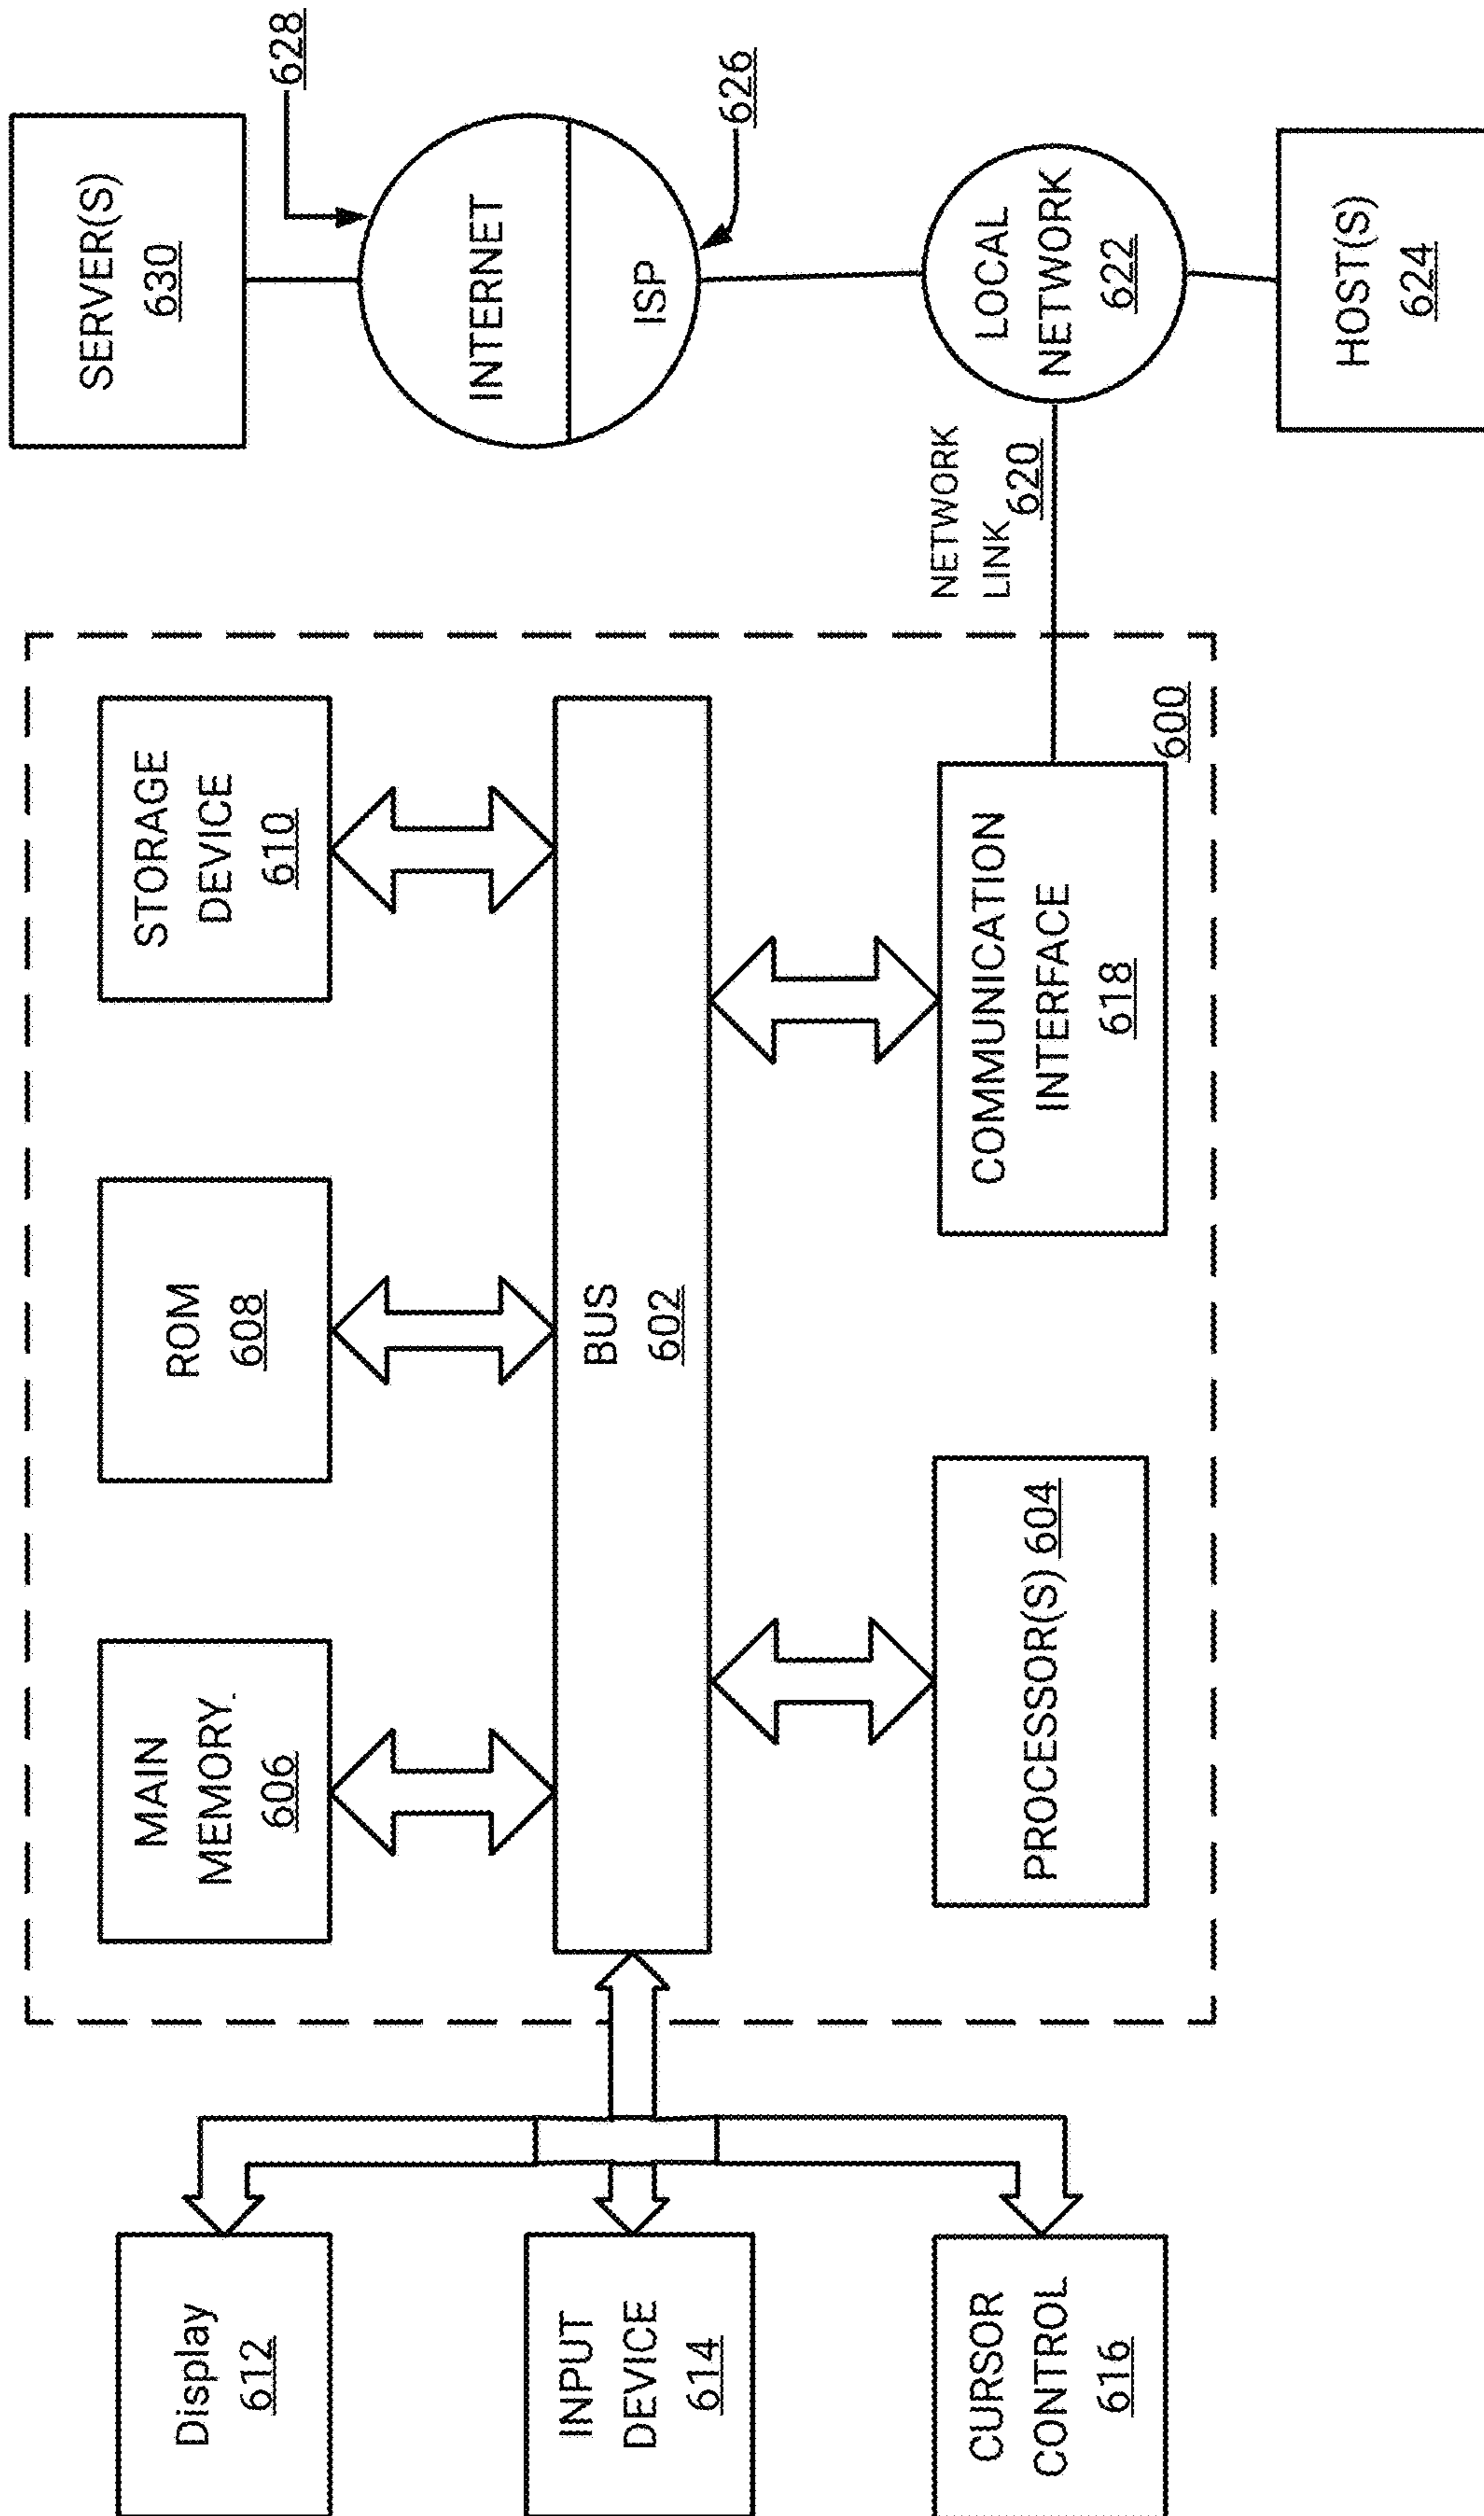 Display
612
INPUT
DEVICE
614
CURSOR
CONTROL
616
MAIN
MEMORY.
606
ROM
608
STORAGE
DEVICE
610
BUS
602
PROCESSOR(S) 604
COMMUNICATION
INTERFACE
618
600
NETWORK
LINK
620
SERVER(S)
630
628
INTERNET
ISP
626
LOCAL
NETWORK
622
HOST(S)
624